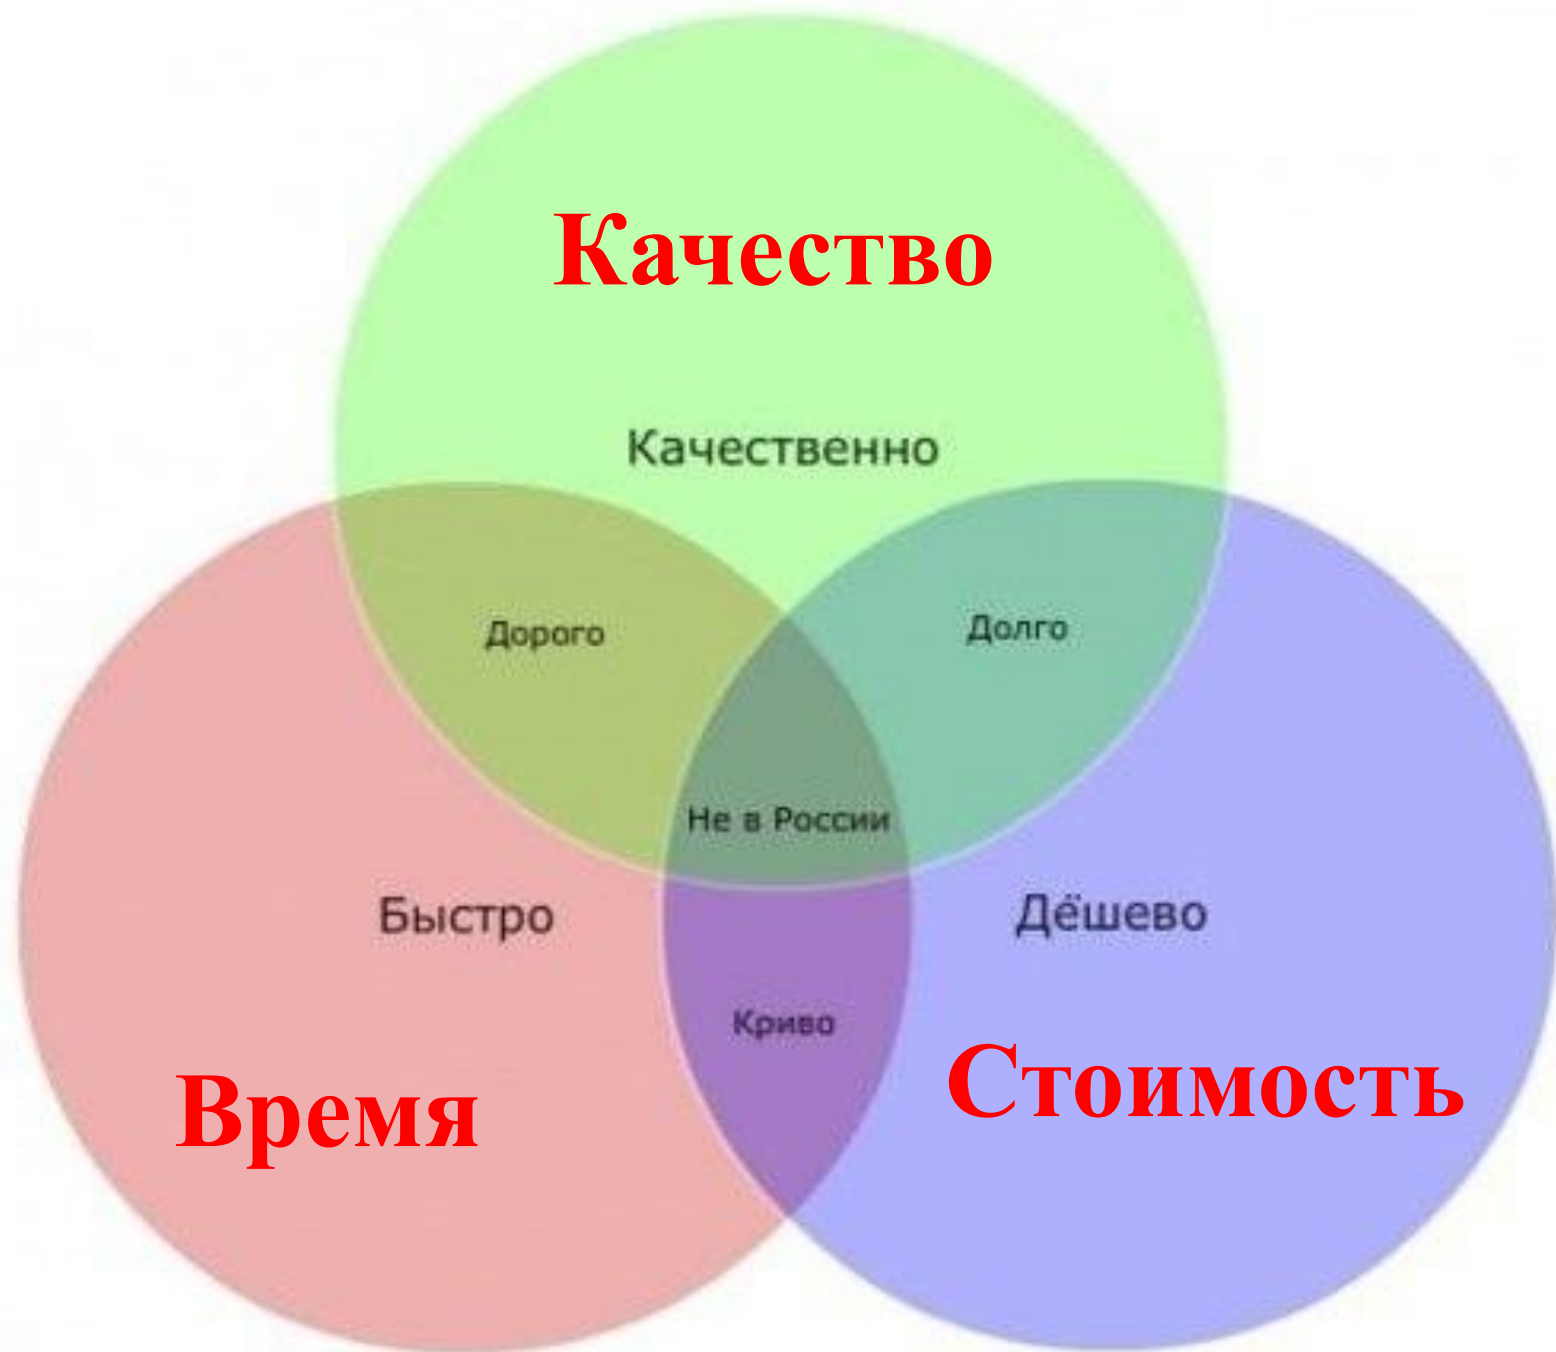 Качество
Качественно
Дорого
Долго
Не в России
Быстро
Дёшево
Криво
Время
Стоимость